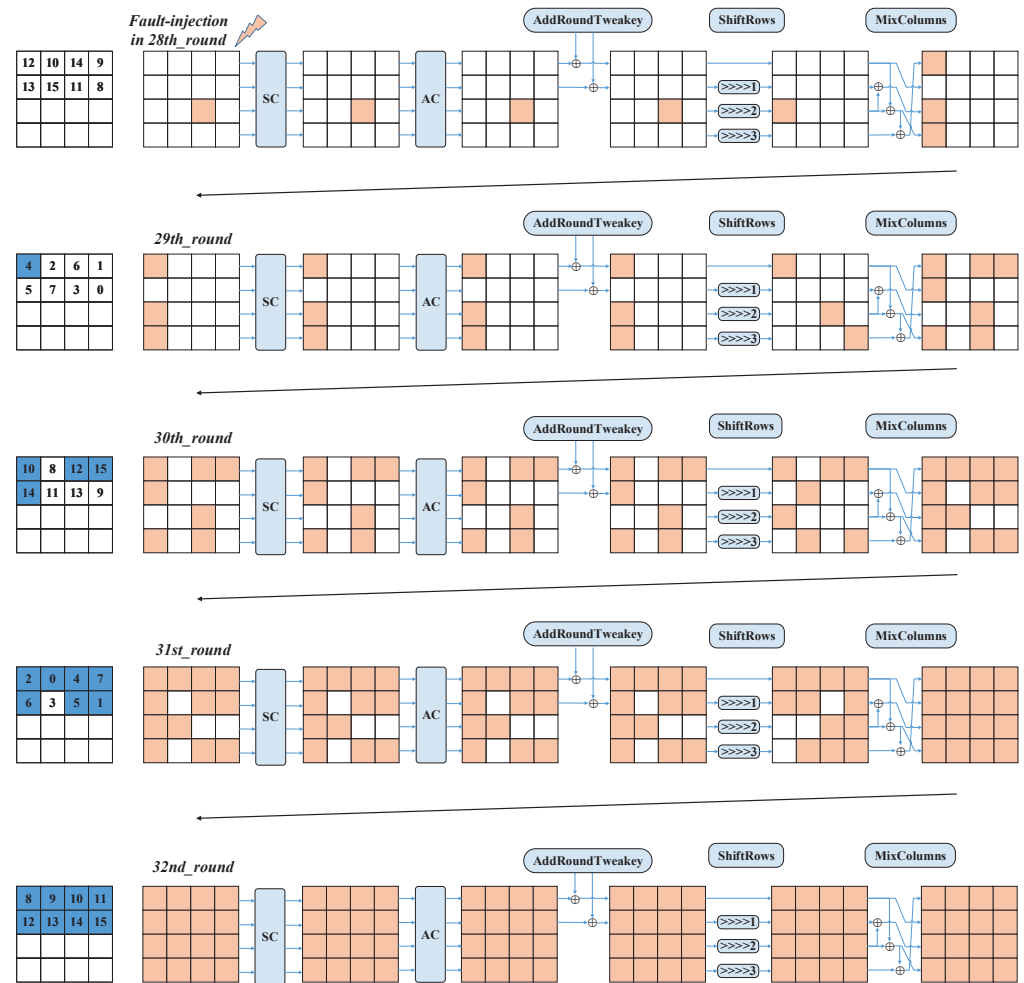 Fault-injection
in 28th_round
AddRoundTweakey
ShiftRows
MixColumns
12 10 14 9
13 15 11 8
SC
AC
>>>>1
>>>>2
>>>>3
29th_round
AddRoundTweakey
ShiftRows
MixColumns
4 2 6 1
5 7 3 0
SC
AC
>>>>1
>>>>2
>>>>3
30th_round
AddRoundTweakey
ShiftRows
MixColumns
10 8 12 15
14 11 13 9
SC
AC
>>>>1
>>>>2
>>>>3
31st_round
AddRoundTweakey
ShiftRows
MixColumns
2 0 4 7
6 3 5 1
SC
AC
>>>>1
>>>>2
>>>>3
32nd_round
AddRoundTweakey
ShiftRows
MixColumns
8 9 10 11
12 13 14 15
SC
AC
>>>>1
>>>>2
>>>>3